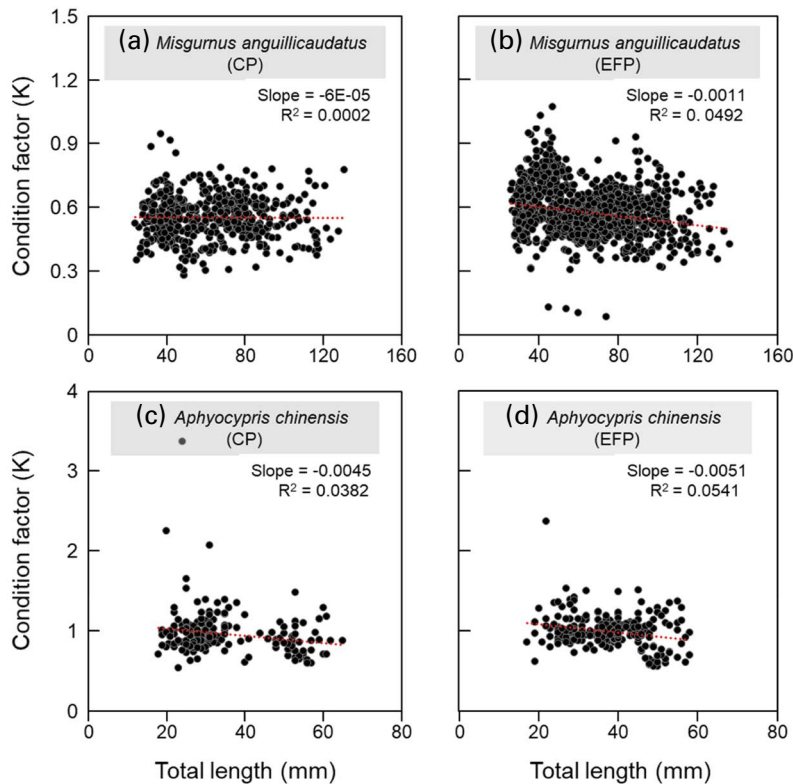 (a) Misgurnus anguillicaudatus
(CP)
Slope = -6E-05
R² = 0.0002
(b) Misgurnus anguillicaudatus
(EFP)
Slope = -0.0011
R² = 0.0492
Condition factor (K)
1.5
1.2
0.9
0.6
0.3
0
0 40 80 120 160
0 40 80 120 160
(c) Aphyocypris chinensis
(CP)
Slope = -0.0045
R² = 0.0382
(d) Aphyocypris chinensis
(EFP)
Slope = -0.0051
R² = 0.0541
Condition factor (K)
4
3
2
1
0
0 20 40 60 80
0 20 40 60 80
Total length (mm)
Total length (mm)